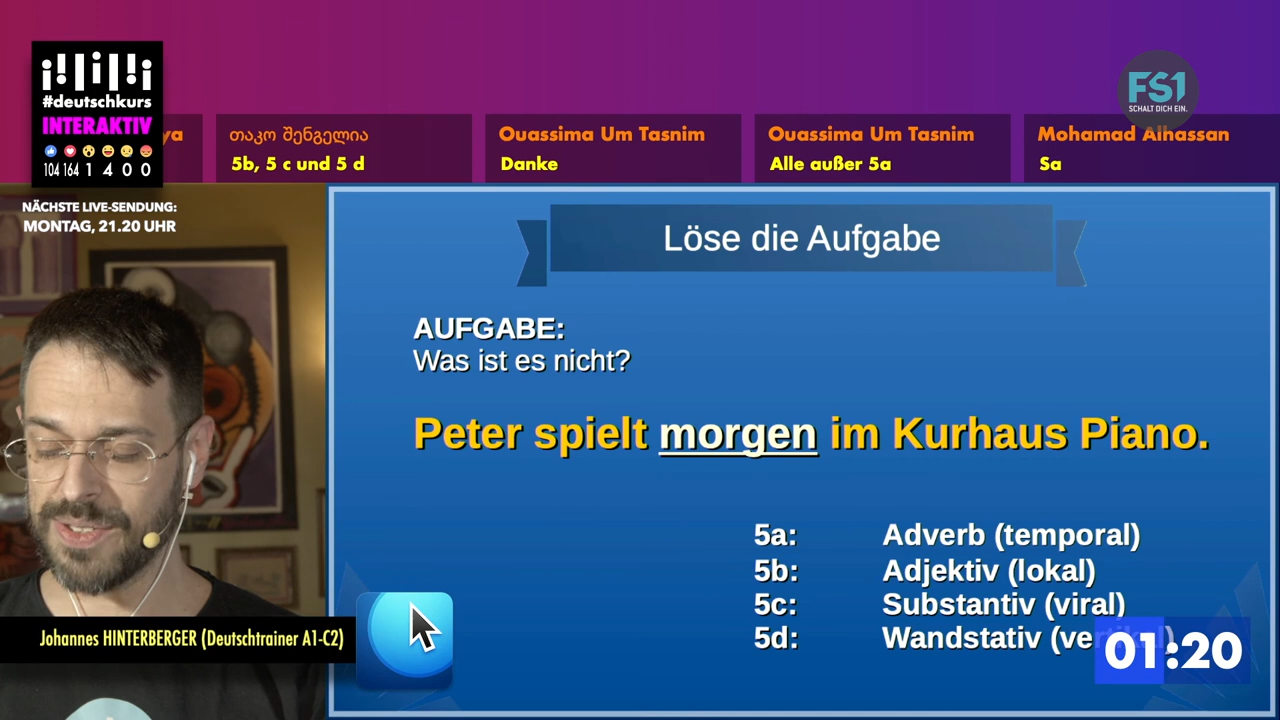 #deutschkurs
INTERAKTIV
104 164 1 4 0 0
FS1
SCHALT DICH EIN.
ya
თაკო შენგელია
5b, 5 c und 5 d
Ouassima Um Tasnim
Danke
Ouassima Um Tasnim
Alle außer 5a
Mohamad Alhassan
Sa
NÄCHSTE LIVE-SENDUNG:
MONTAG, 21.20 UHR
Löse die Aufgabe
AUFGABE:
Was ist es nicht?
Peter spielt morgen im Kurhaus Piano.
5a: Adverb (temporal)
5b: Adjektiv (lokal)
5c: Substantiv (viral)
5d: Wandstativ (vertikal)
01:20
Johannes HINTERBERGER (Deutschtrainer A1-C2)